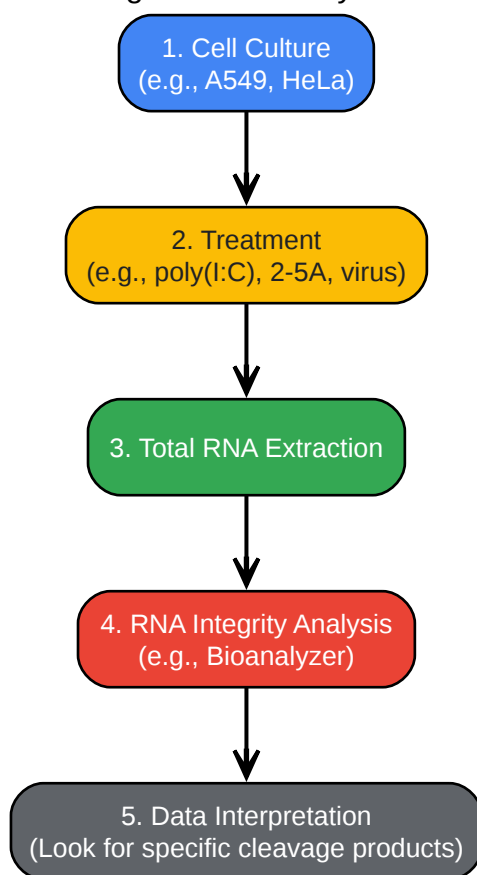 1. Cell Culture
(e.g., A549, HeLa)
2. Treatment
(e.g., poly(I:C), 2-5A, virus)
3. Total RNA Extraction
4. RNA Integrity Analysis
(e.g., Bioanalyzer)
5. Data Interpretation
(Look for specific cleavage products)